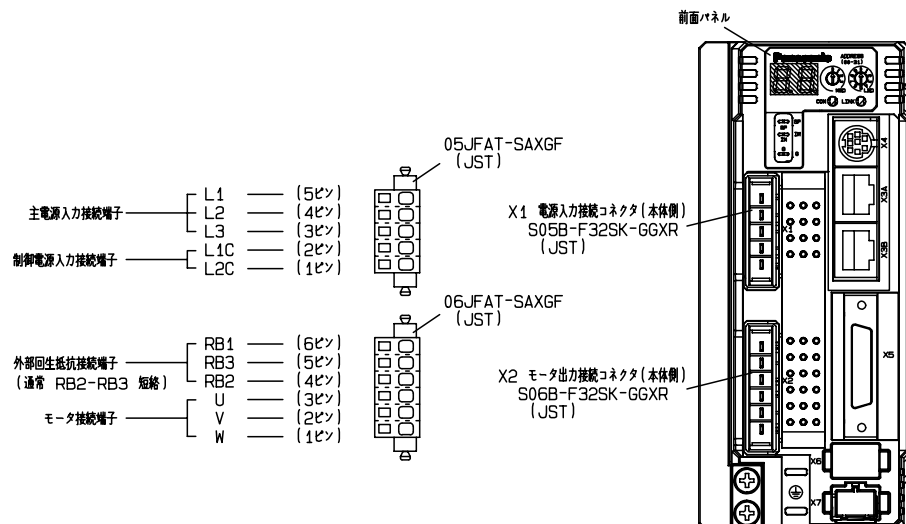 前面パネル
Panasonic
ADDRESS
COM
LINK
X4
X3A
X3B
X1
X2
X5
X6
X7
05JFAT-SAXGF
(JST)
主電源入力接続端子
L1 (5ピン)
L2 (4ピン)
L3 (3ピン)
制御電源入力接続端子
L1C (2ピン)
L2C (1ピン)
X1 電源入力接続コネクタ(本体側)
S05B-F32SK-GGXR
(JST)
06JFAT-SAXGF
(JST)
外部回生抵抗接続端子
(通常 RB2-RB3 短絡)
RB1 (6ピン)
RB3 (5ピン)
RB2 (4ピン)
モータ接続端子
U (3ピン)
V (2ピン)
W (1ピン)
X2 モータ出力接続コネクタ(本体側)
S06B-F32SK-GGXR
(JST)